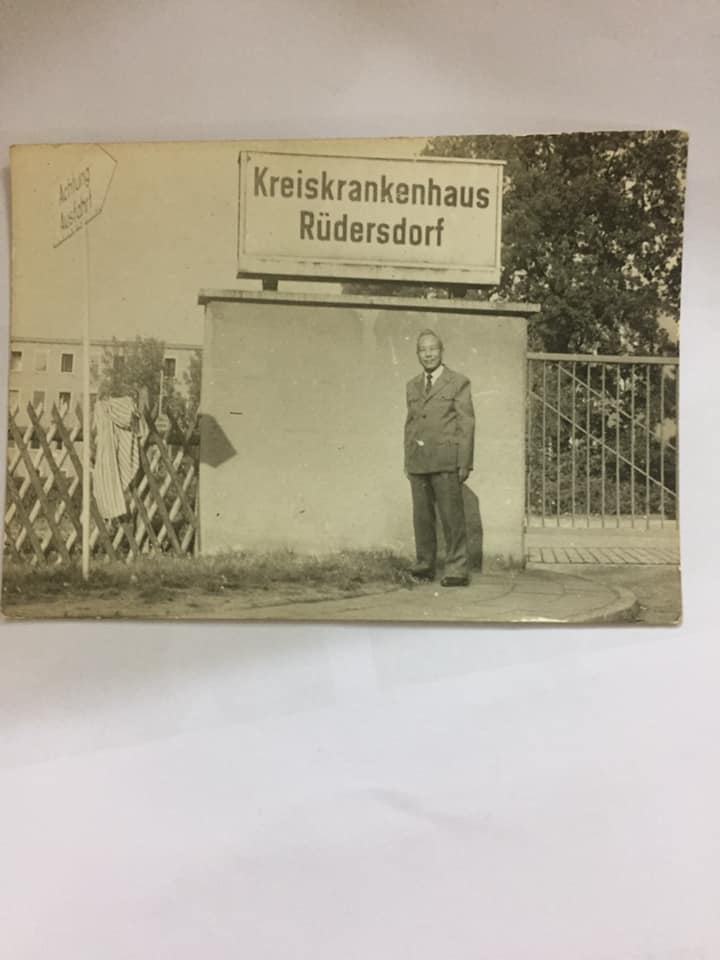 Achtung
Ausfahrt
Kreiskrankenhaus
Rüdersdorf